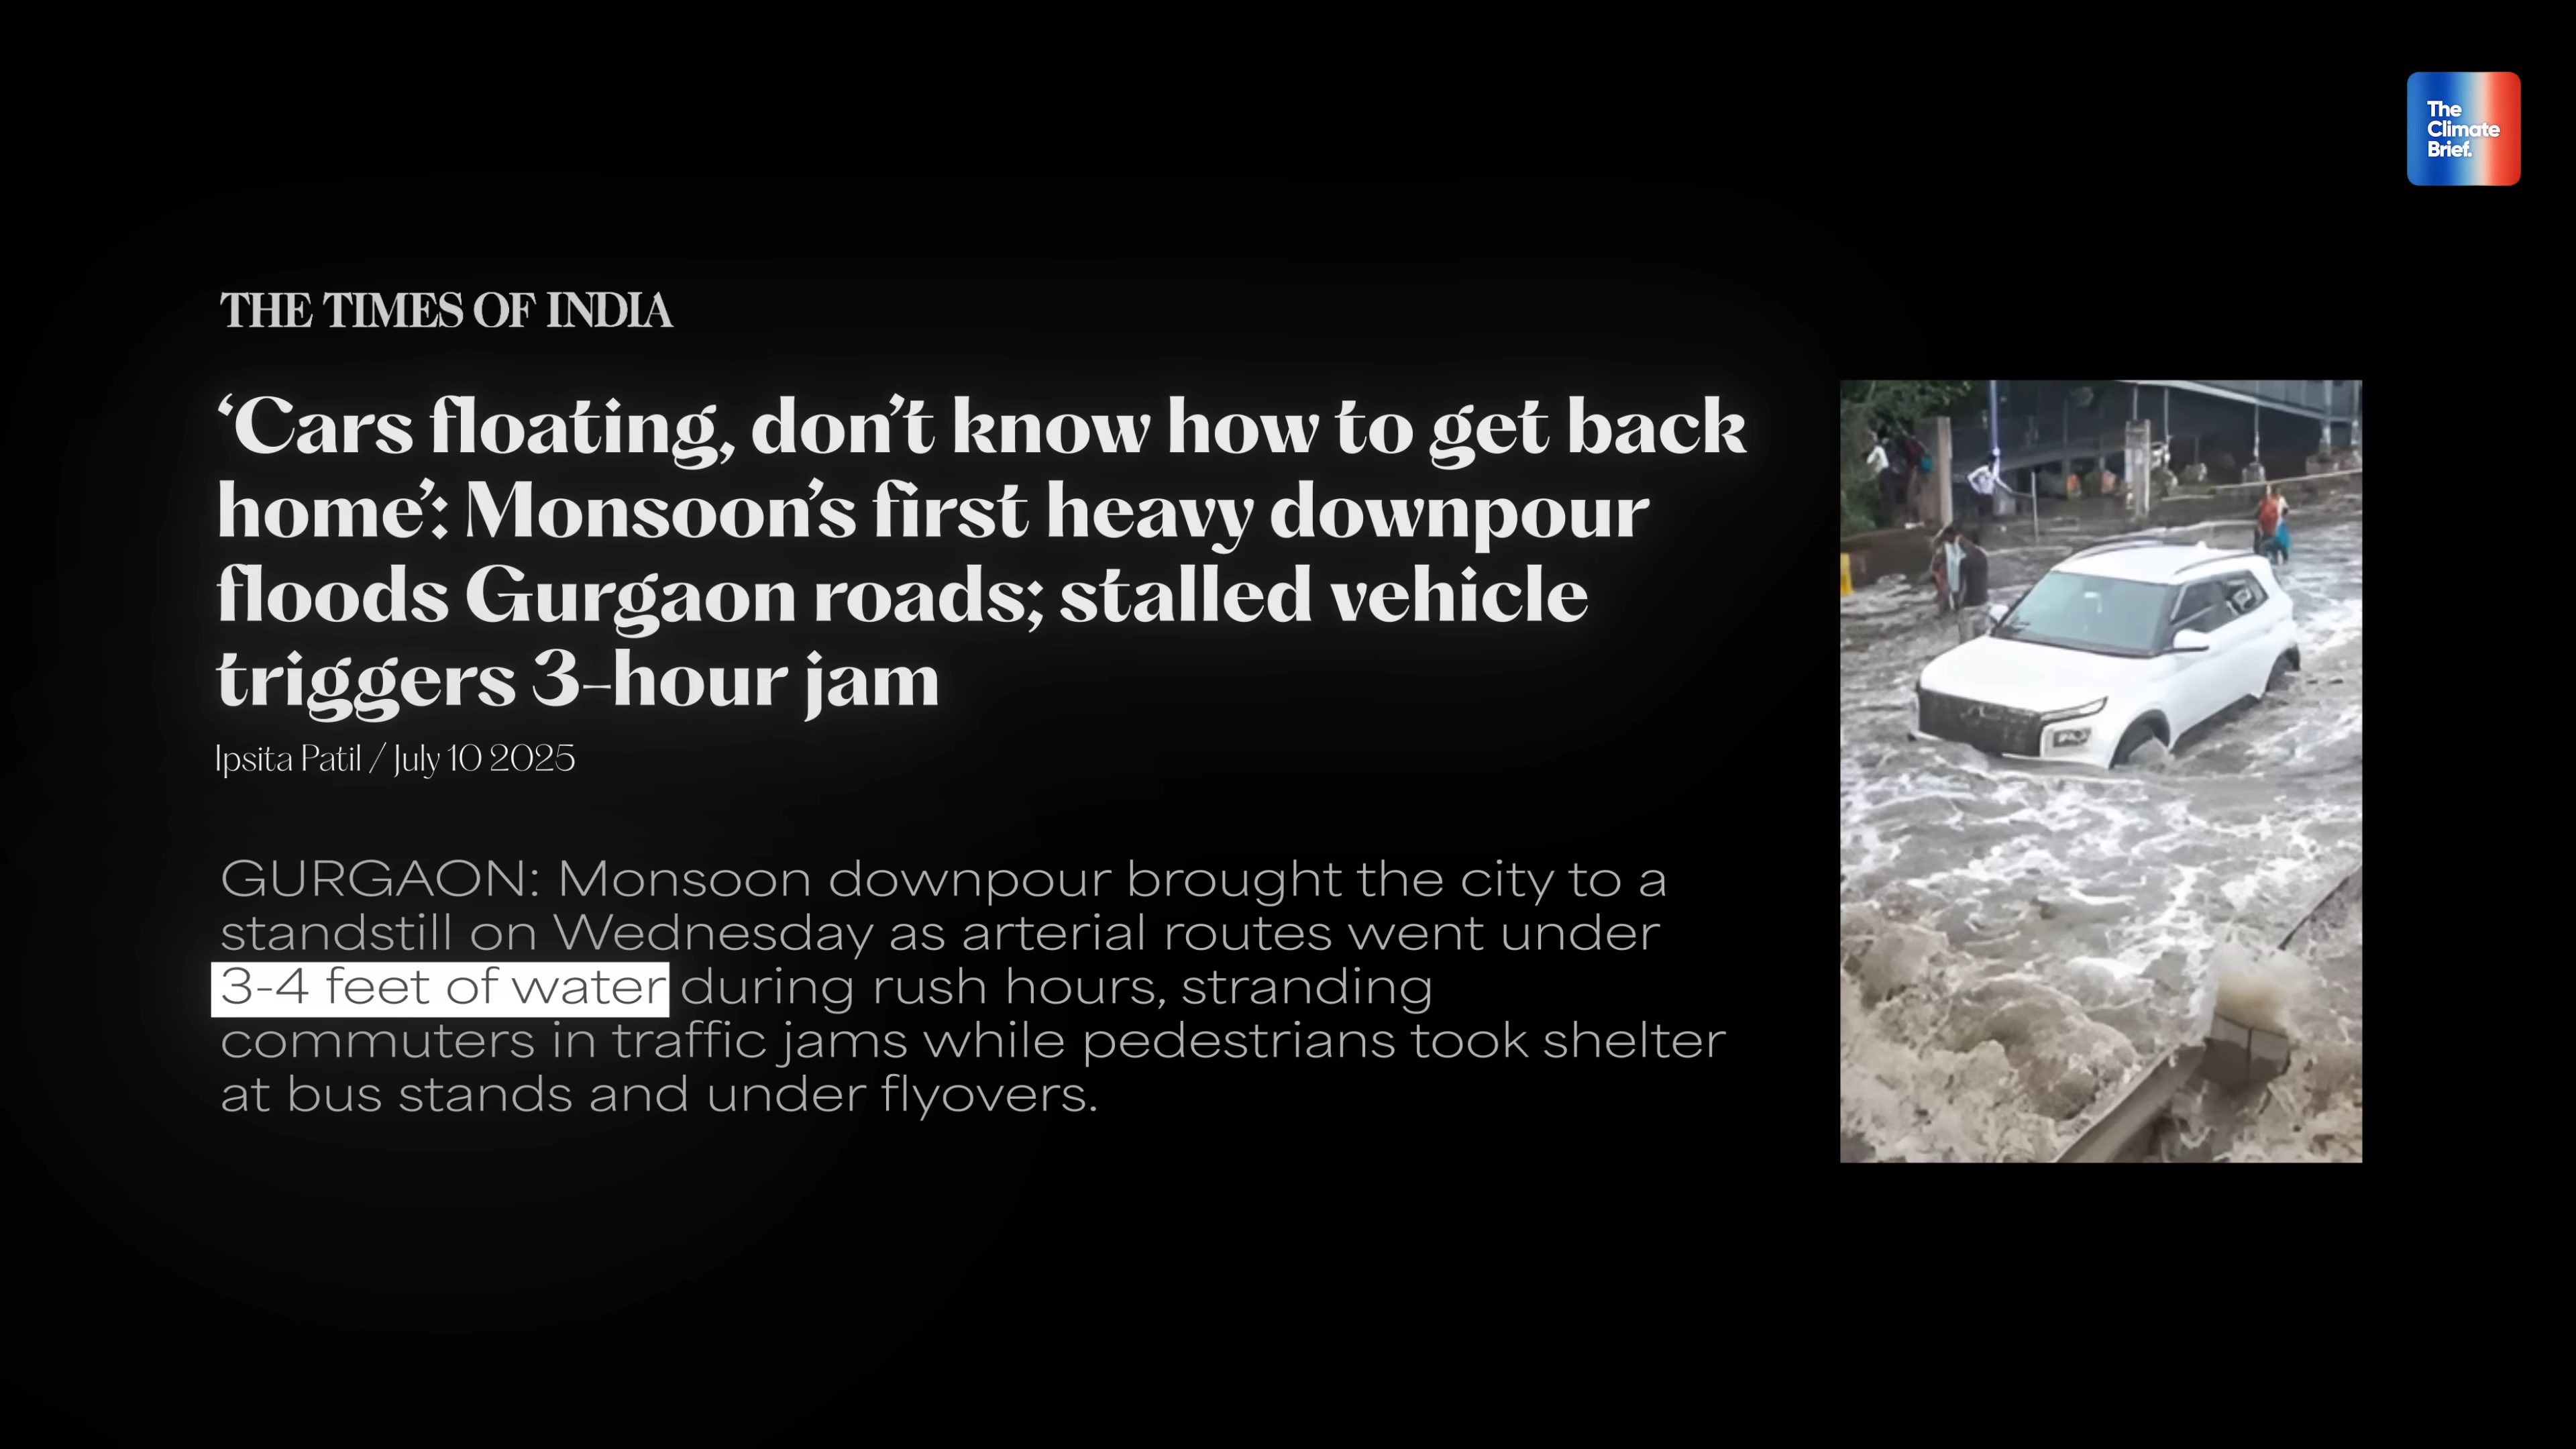 The
Climate
Brief.
THE TIMES OF INDIA
‘Cars floating, don’t know how to get back
home’: Monsoon’s first heavy downpour
floods Gurgaon roads; stalled vehicle
triggers 3-hour jam
Ipsita Patil / July 10 2025
GURGAON: Monsoon downpour brought the city to a
standstill on Wednesday as arterial routes went under
3-4 feet of water during rush hours, stranding
commuters in traffic jams while pedestrians took shelter
at bus stands and under flyovers.